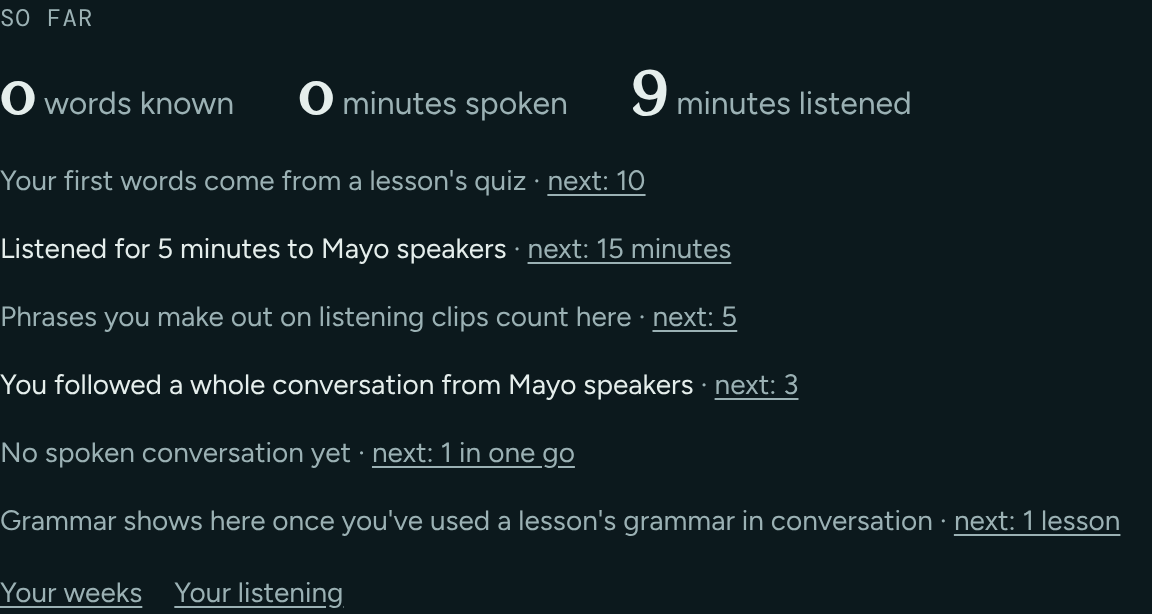 SO FAR
0 words known 0 minutes spoken 9 minutes listened
Your first words come from a lesson's quiz · next: 10
Listened for 5 minutes to Mayo speakers · next: 15 minutes
Phrases you make out on listening clips count here · next: 5
You followed a whole conversation from Mayo speakers · next: 3
No spoken conversation yet · next: 1 in one go
Grammar shows here once you've used a lesson's grammar in conversation · next: 1 lesson
Your weeks Your listening